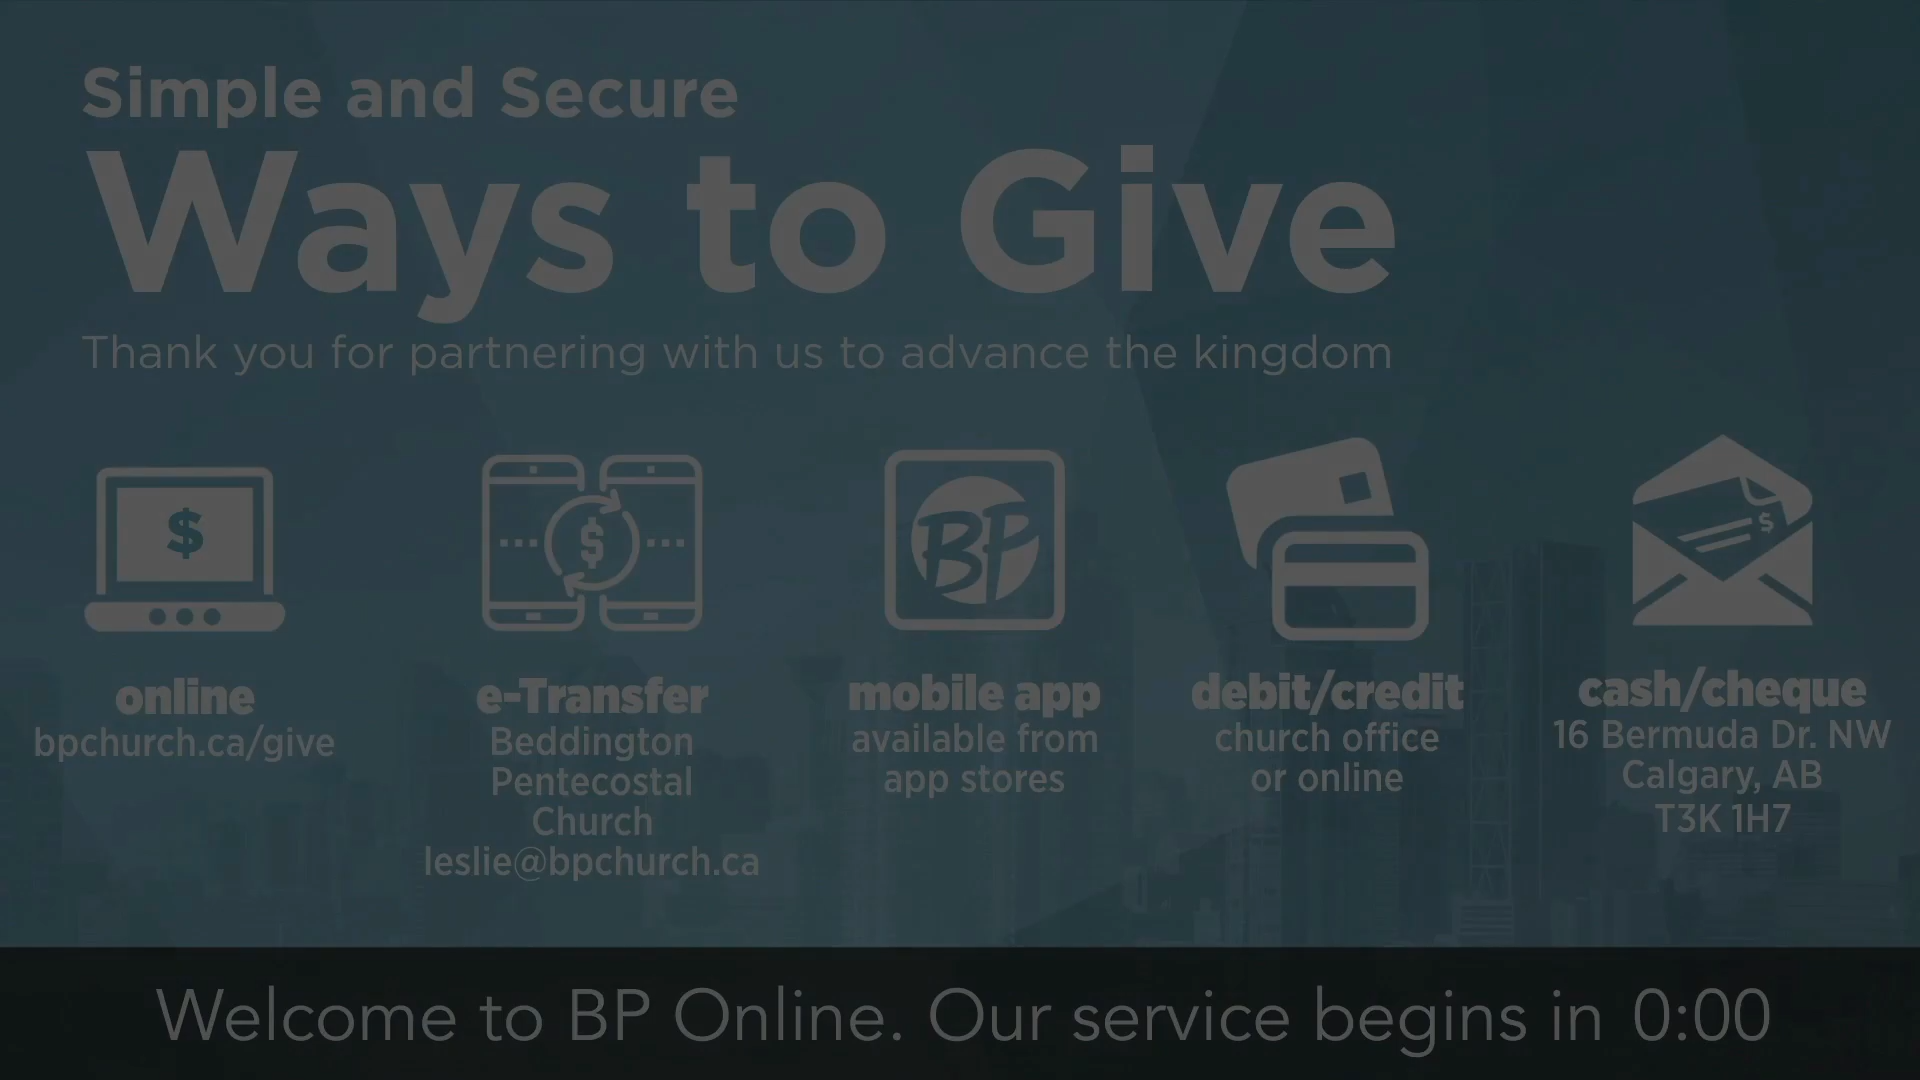 Simple and Secure
Ways to Give
Thank you for partnering with us to advance the kingdom
$
$
BP
$
online
bpchurch.ca/give
e-Transfer
Beddington
Pentecostal
Church
leslie@bpchurch.ca
mobile app
available from
app stores
debit/credit
church office
or online
cash/cheque
16 Bermuda Dr. NW
Calgary, AB
T3K 1H7
Welcome to BP Online. Our service begins in 0:00